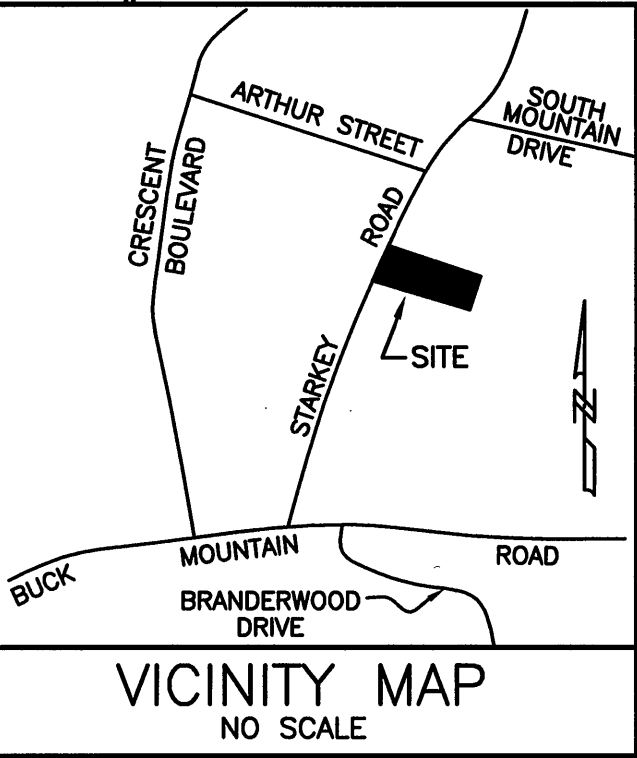 ARTHUR STREET
SOUTH
MOUNTAIN
DRIVE
CRESCENT
BOULEVARD
STARKEY ROAD
SITE
N
BUCK MOUNTAIN ROAD
BRANDERWOOD
DRIVE
VICINITY MAP
NO SCALE